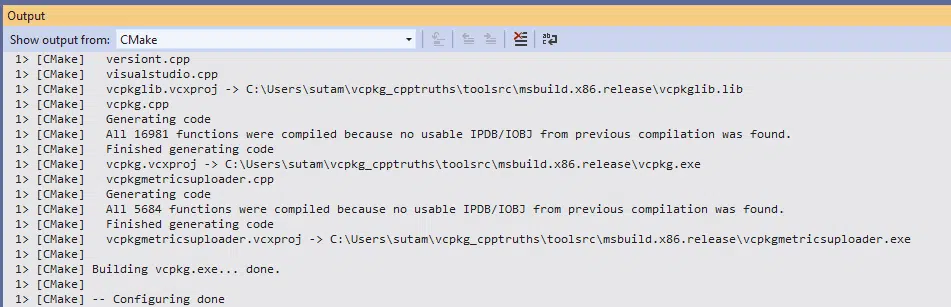 Output
Show output from: CMake
1> [CMake]   versiont.cpp
1> [CMake]   visualstudio.cpp
1> [CMake]   vcpkglib.vcxproj -> C:\Users\sutam\vcpkg_cpptruths\toolsrc\msbuild.x86.release\vcpkglib.lib
1> [CMake]   vcpkg.cpp
1> [CMake]   Generating code
1> [CMake]   All 16981 functions were compiled because no usable IPDB/IOBJ from previous compilation was found.
1> [CMake]   Finished generating code
1> [CMake]   vcpkg.vcxproj -> C:\Users\sutam\vcpkg_cpptruths\toolsrc\msbuild.x86.release\vcpkg.exe
1> [CMake]   vcpkgmetricsuploader.cpp
1> [CMake]   Generating code
1> [CMake]   All 5684 functions were compiled because no usable IPDB/IOBJ from previous compilation was found.
1> [CMake]   Finished generating code
1> [CMake]   vcpkgmetricsuploader.vcxproj -> C:\Users\sutam\vcpkg_cpptruths\toolsrc\msbuild.x86.release\vcpkgmetricsuploader.exe
1> [CMake]
1> [CMake] Building vcpkg.exe... done.
1> [CMake]
1> [CMake] -- Configuring done